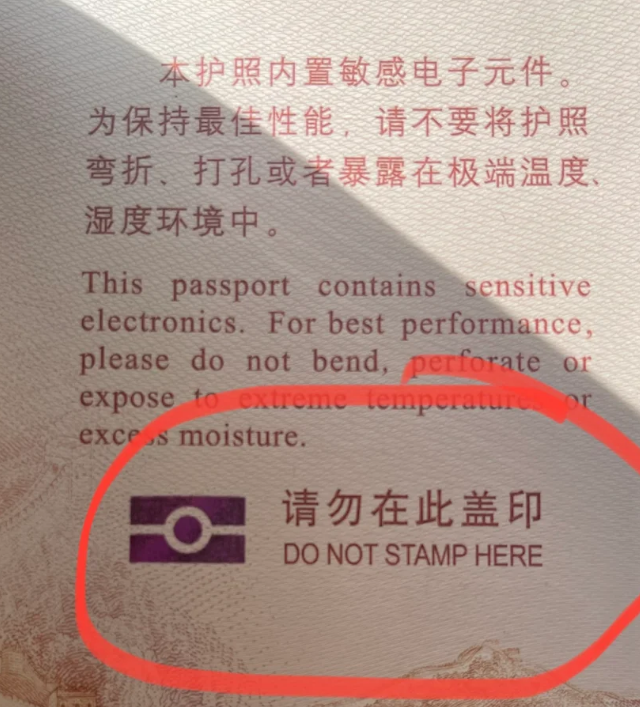 本护照内置敏感电子元件。
为保持最佳性能，请不要将护照
弯折、打孔或者暴露在极端温度、
湿度环境中。
This passport contains sensitive
electronics. For best performance,
please do not bend, perforate or
expose to extreme temperatures or
excess moisture.
请勿在此盖印
DO NOT STAMP HERE